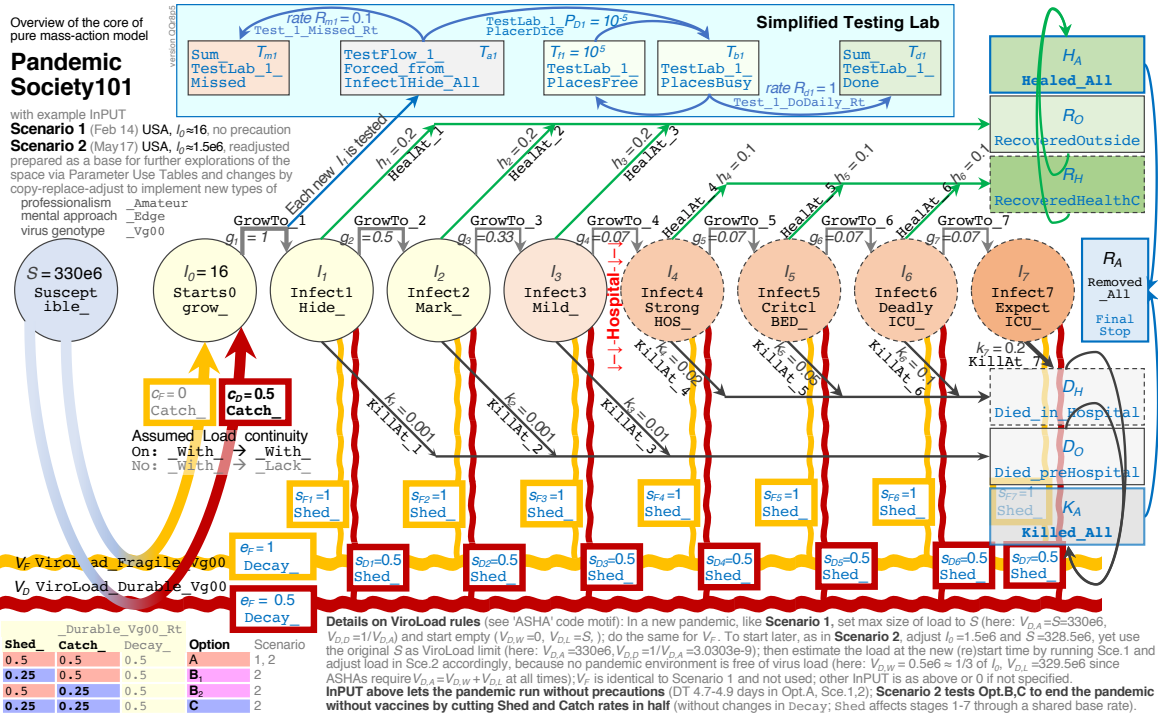 Overview of the core of
pure mass-action model
Pandemic
Society101
with example InPUT
Scenario 1 (Feb 14) USA, I₀≈16, no precaution
Scenario 2 (May17) USA, I₀≈1.5e6, readjusted
prepared as a base for further explorations of the
space via Parameter Use Tables and changes by
copy-replace-adjust to implement new types of
professionalism _Amateur
mental approach _Edge
virus genotype _Vg00
version QOr8p5
Simplified Testing Lab
rate Rm1 = 0.1
Test_1_Missed_Rt
TestLab_1_ PD1 = 10⁻⁵
PlacerDice
Sum_ Tm1
TestLab_1_
Missed
TestFlow_1_ Ta1
Forced_from_
Infect1Hide_All
Tf1 = 10⁵
TestLab_1_
PlacesFree
Tb1
TestLab_1_
PlacesBusy
Sum_ Td1
TestLab_1_
Done
rate Rd1 = 1
Test_1_DoDaily_Rt
HA
Healed_All
RO
RecoveredOutside
RH
RecoveredHealthC
Each new I₁ is tested
h₁ = 0.2
HealAt_1
h₂ = 0.2
HealAt_2
h₃ = 0.2
HealAt_3
HealAt_4 h₄ = 0.1
HealAt_5 h₅ = 0.1
HealAt_6 h₆ = 0.1
GrowTo_1
g₁ = 1
GrowTo_2
g₂ =0.5
GrowTo_3
g₃ =0.33
GrowTo_4
g₄=0.07
GrowTo_5
g₅ =0.07
GrowTo_6
g₆ =0.07
GrowTo_7
g₇ =0.07
S = 330e6
Suscept
ible_
I₀ = 16
Starts0
grow_
I₁
Infect1
Hide_
I₂
Infect2
Mark_
I₃
Infect3
Mild_
→→Hospital→→
I₄
Infect4
Strong
HOS_
I₅
Infect5
Critcl
BED_
I₆
Infect6
Deadly
ICU_
I₇
Infect7
Expect
ICU_
RA
Removed
_All
Final
Stop
k₁ = 0.001
KillAt_1
k₂ = 0.001
KillAt_2
k₃ = 0.01
KillAt_3
k₄ = 0.02
KillAt_4
k₅ = 0.05
KillAt_5
k₆ = 0.1
KillAt_6
k₇ = 0.2
KillAt_7
DH
Died_in_Hospital
DO
Died_preHospital
KA
Killed_All
cF = 0
Catch_
cD = 0.5
Catch_
Assumed Load continuity
On: _With_ → _With_
No: _With_ → _Lack_
sF1=1
Shed_
sF2=1
Shed_
sF3=1
Shed_
sF4=1
Shed_
sF5=1
Shed_
sF6=1
Shed_
sF7=1
Shed_
VF ViroLoad_Fragile_Vg00
eF = 1
Decay_
VD ViroLoad_Durable_Vg00
eF = 0.5
Decay_
sD1=0.5
Shed_
sD2=0.5
Shed_
sD3=0.5
Shed_
sD4=0.5
Shed_
sD5=0.5
Shed_
sD6=0.5
Shed_
sD7=0.5
Shed_
_Durable_Vg00_Rt
Shed_ Catch_ Decay_ Option Scenario
0.5 0.5 0.5 A 1, 2
0.25 0.5 0.5 B₁ 2
0.5 0.25 0.5 B₂ 2
0.25 0.25 0.5 C 2
Details on ViroLoad rules (see 'ASHA' code motif): In a new pandemic, like Scenario 1, set max size of load to S (here: VD,A=S=330e6,
VD,D =1/VD,A) and start empty (VD,W =0, VD,L =S, ); do the same for VF. To start later, as in Scenario 2, adjust I₀ =1.5e6 and S =328.5e6, yet use
the original S as ViroLoad limit (here: VD,A =330e6, VD,D =1/VD,A =3.0303e-9); then estimate the load at the new (re)start time by running Sce.1 and
adjust load in Sce.2 accordingly, because no pandemic environment is free of virus load (here: VD,W = 0.5e6 ≈ 1/3 of I₀, VD,L =329.5e6 since
ASHAs require VD,A = VD,W + VD,L at all times); VF is identical to Scenario 1 and not used; other InPUT is as above or 0 if not specified.
InPUT above lets the pandemic run without precautions (DT 4.7-4.9 days in Opt.A, Sce.1,2); Scenario 2 tests Opt.B,C to end the pandemic
without vaccines by cutting Shed and Catch rates in half (without changes in Decay; Shed affects stages 1-7 through a shared base rate).